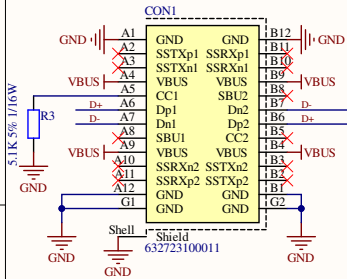 CON1
A1 GND GND B12
GND GND
A2 SSTXp1 SSRXp1 B11
A3 SSTXn1 SSRXn1 B10
VBUS A4 VBUS VBUS B9 VBUS
A5 CC1 SBU2 B8
D+ A6 Dp1 Dn2 B7 D-
D- A7 Dn1 Dp2 B6 D+
A8 SBU1 CC2 B5
VBUS A9 VBUS VBUS B4 VBUS
A10 SSRXn2 SSTXn2 B3
A11 SSRXp2 SSTXp2 B2
A12 GND GND B1
G1 GND GND G2
R3
5.1K 5% 1/16W
GND
Shell Shield
632723100011
GND GND GND